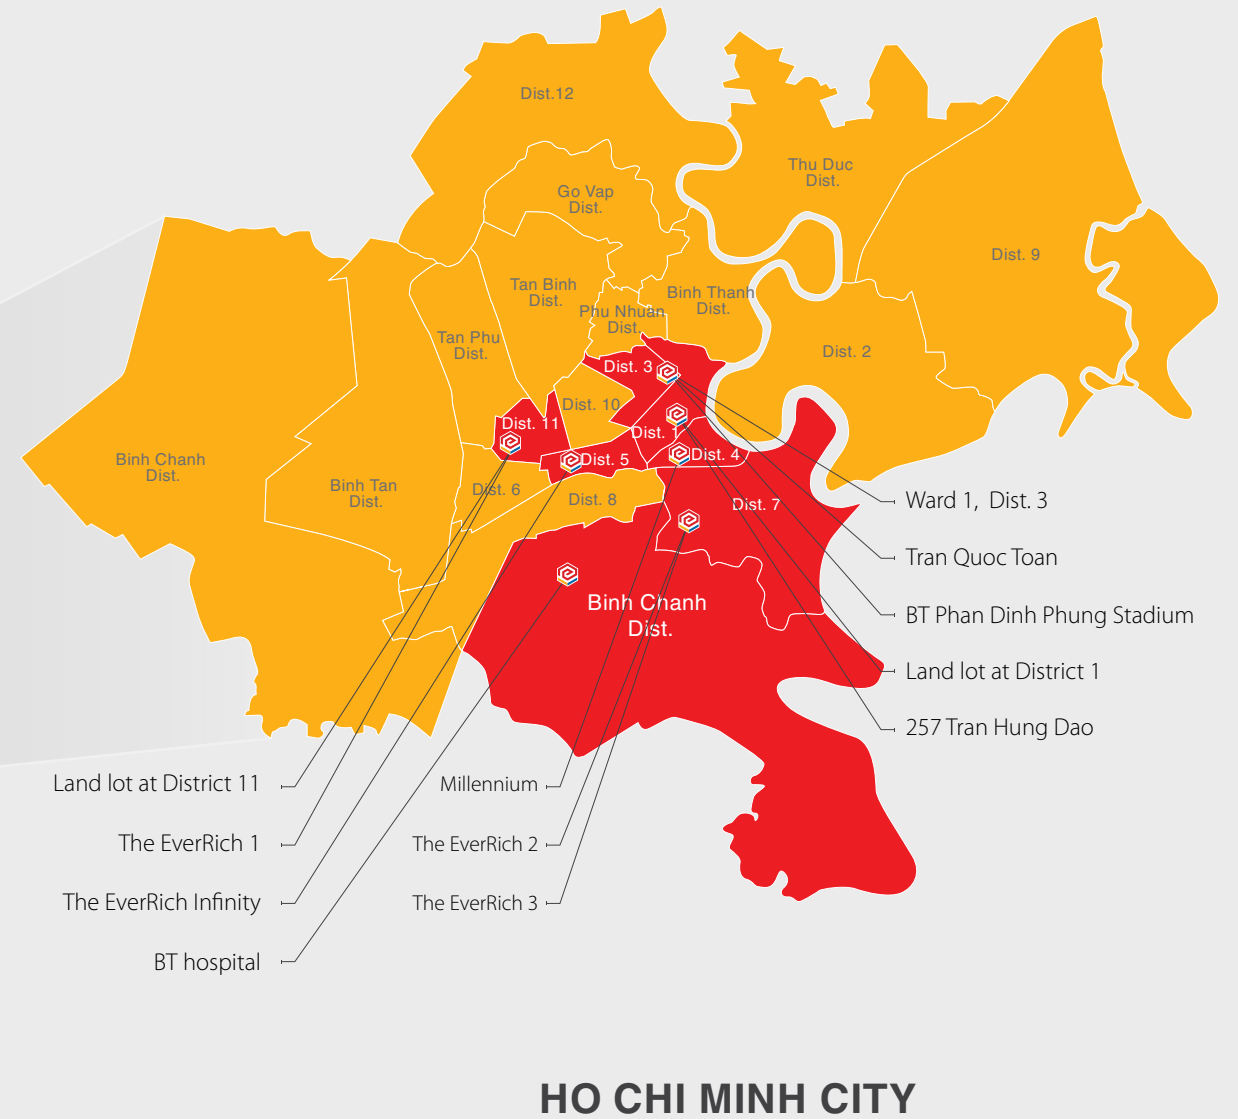 Dist.12
Thu Duc
Dist.
Go Vap
Dist.
Dist. 9
Tan Binh
Dist.
Binh Thanh
Dist.
Phu Nhuan
Dist.
Tan Phu
Dist.
Dist. 2
Dist. 3
Dist. 10
Dist. 11
Dist. 1
Dist. 4
Dist. 5
Binh Chanh
Dist.
Binh Tan
Dist.
Dist. 6
Dist. 8
Dist. 7
Binh Chanh
Dist.
Ward 1, Dist. 3
Tran Quoc Toan
BT Phan Dinh Phung Stadium
Land lot at District 1
257 Tran Hung Dao
Land lot at District 11
The EverRich 1
The EverRich Infinity
BT hospital
Millennium
The EverRich 2
The EverRich 3
HO CHI MINH CITY